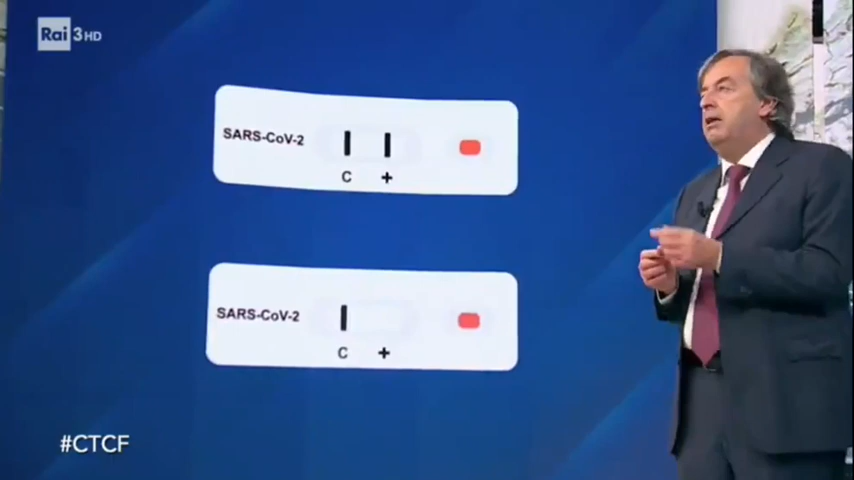 Rai 3HD
SARS-CoV-2
C +
SARS-CoV-2
C +
#CTCF